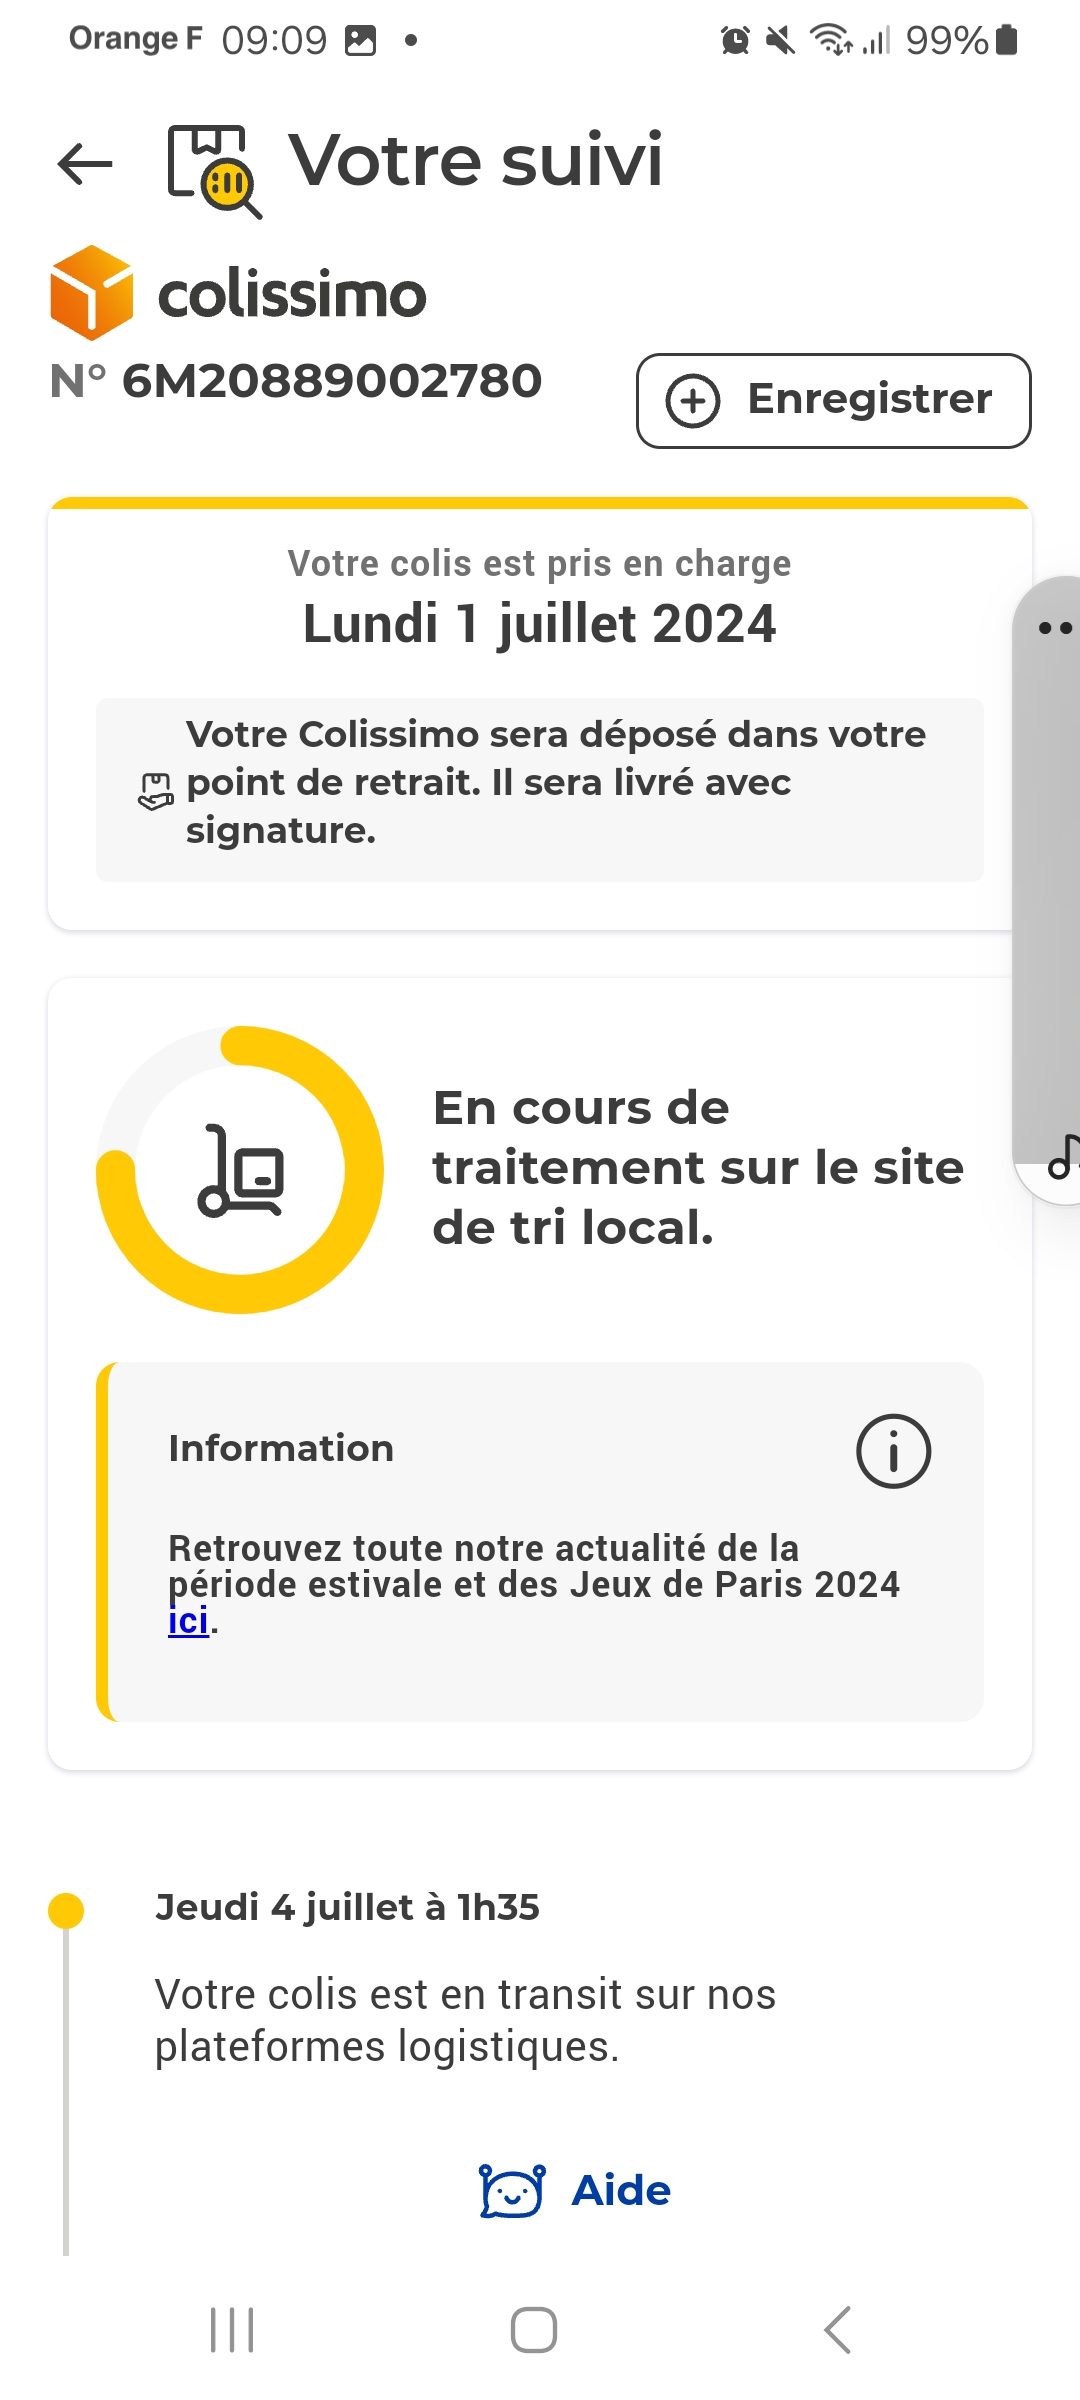 Orange F 09:09 99%
Votre suivi
colissimo
N° 6M20889002780
Enregistrer
Votre colis est pris en charge
Lundi 1 juillet 2024
Votre Colissimo sera déposé dans votre
point de retrait. Il sera livré avec
signature.
En cours de
traitement sur le site
de tri local.
Information
Retrouvez toute notre actualité de la
période estivale et des Jeux de Paris 2024
ici.
Jeudi 4 juillet à 1h35
Votre colis est en transit sur nos
plateformes logistiques.
Aide